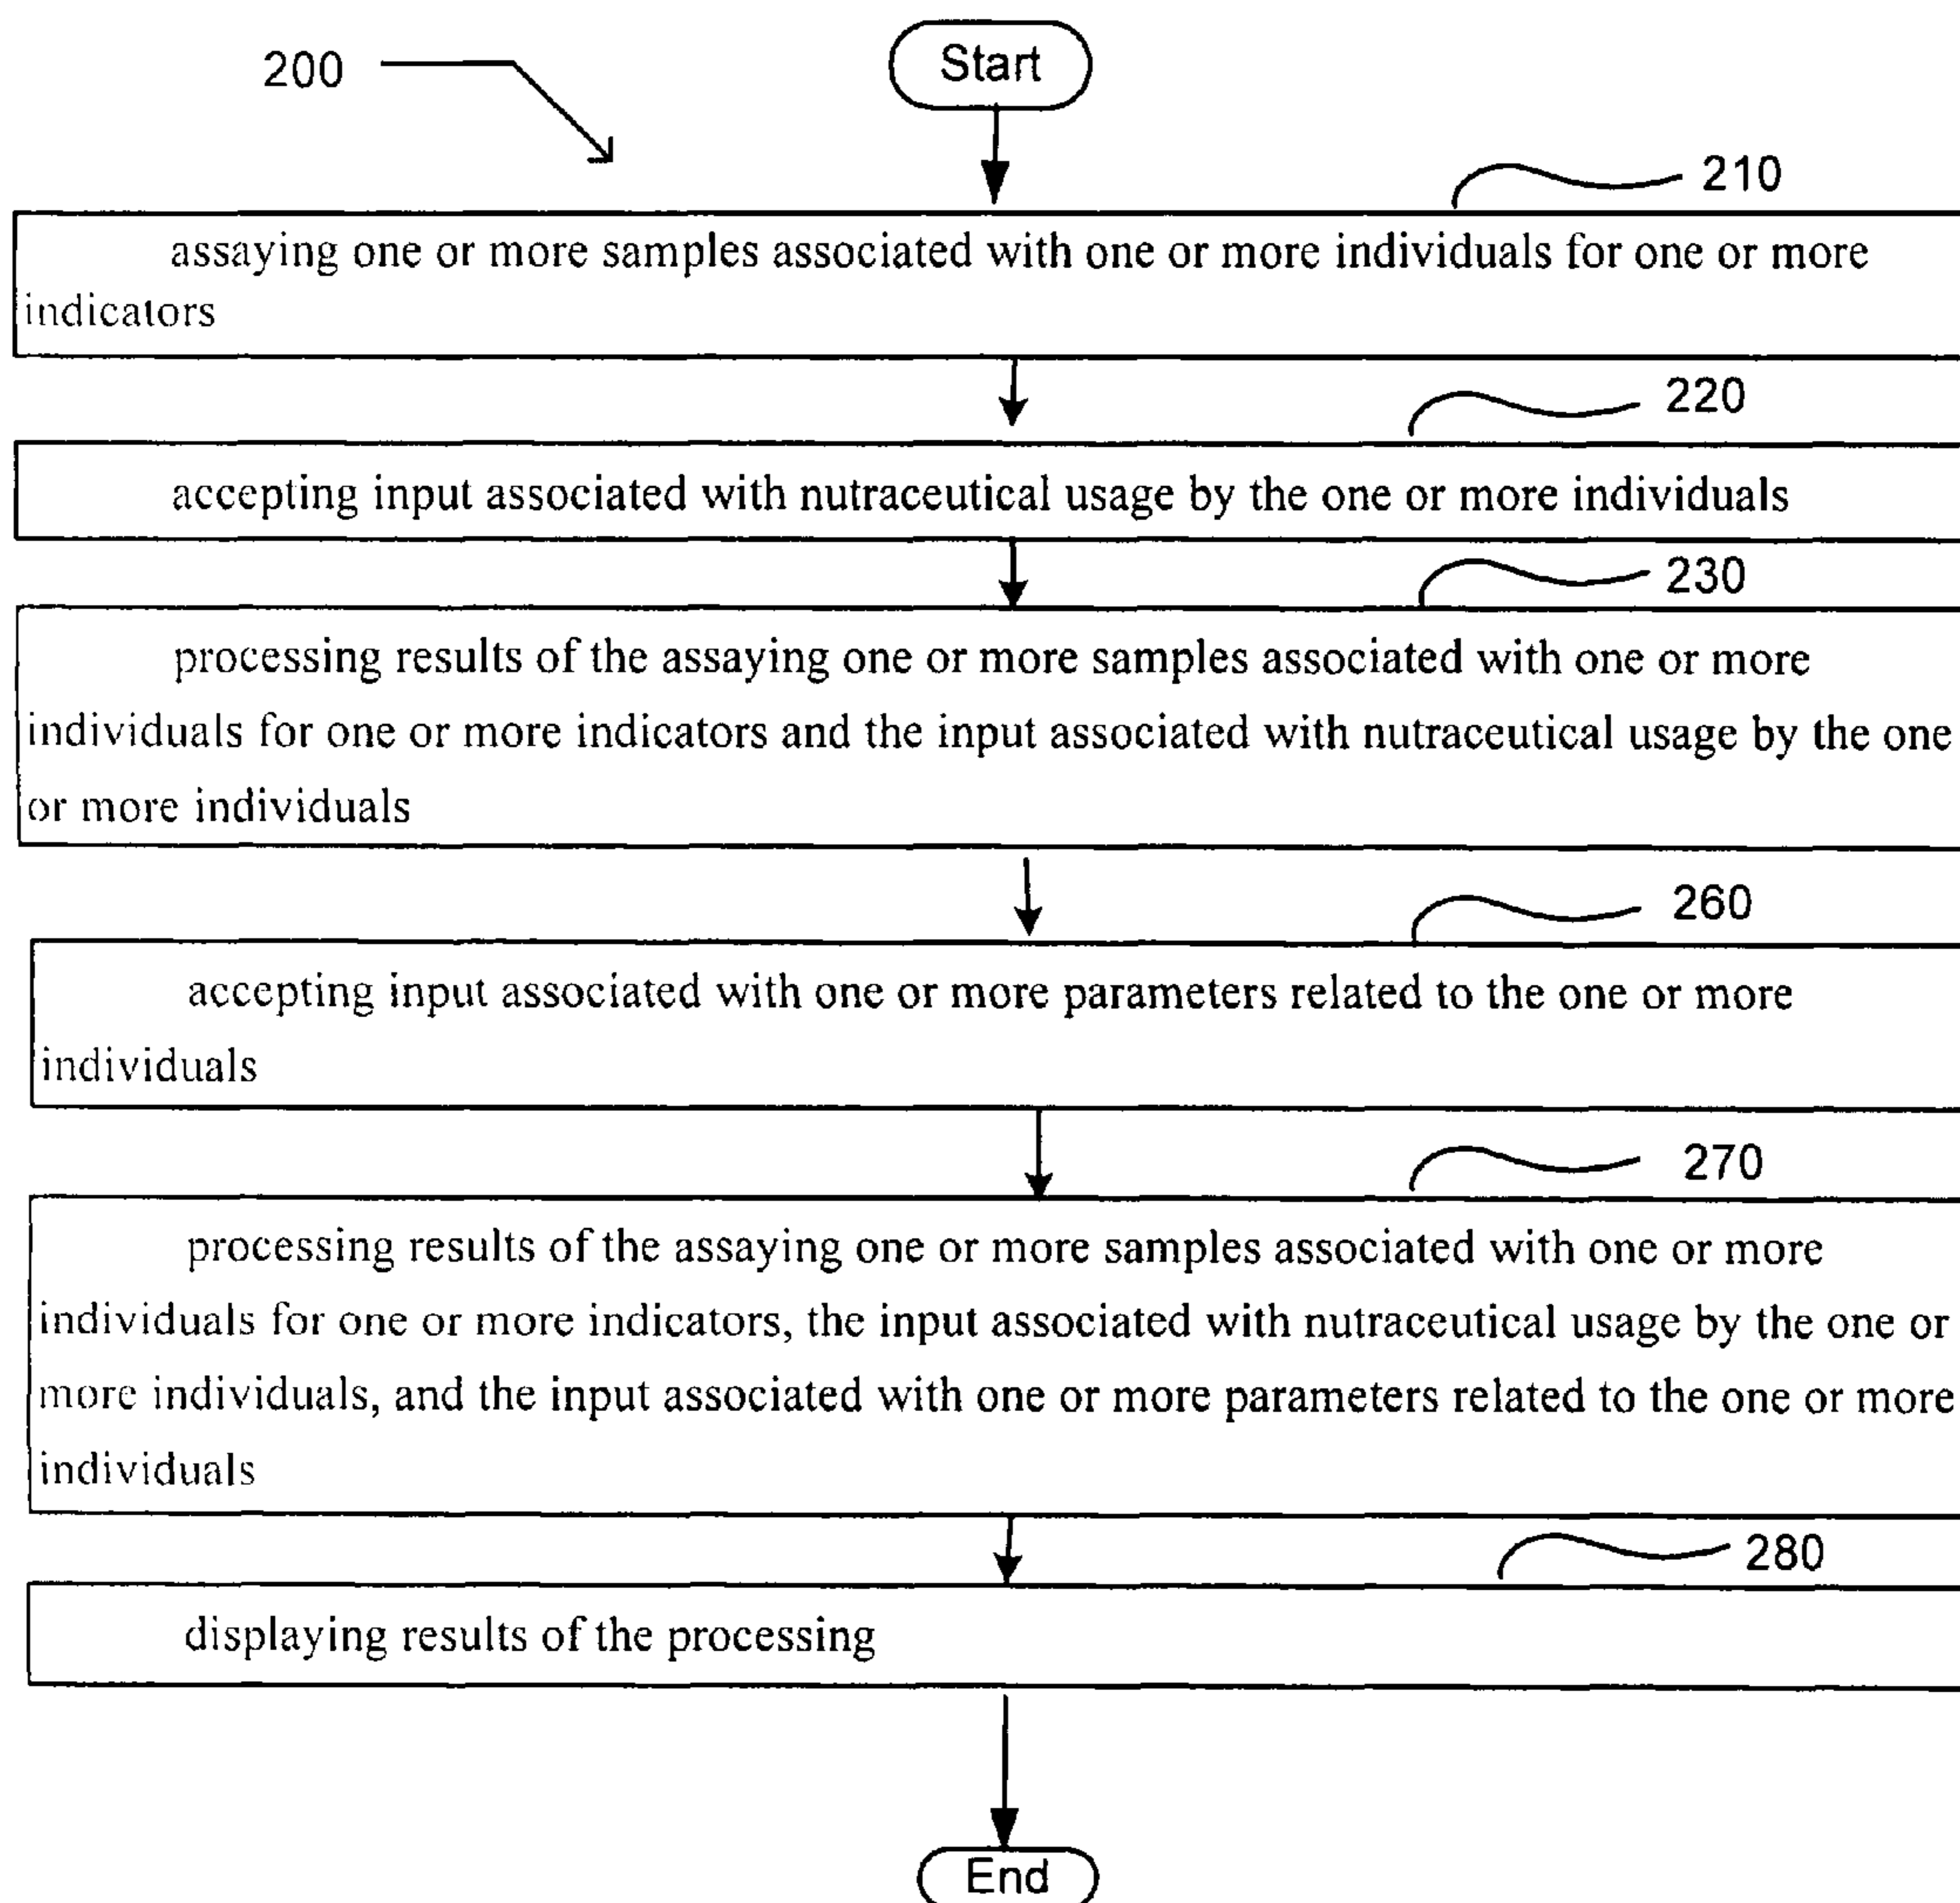 200
Start
210
assaying one or more samples associated with one or more individuals for one or more
indicators
220
accepting input associated with nutraceutical usage by the one or more individuals
230
processing results of the assaying one or more samples associated with one or more
individuals for one or more indicators and the input associated with nutraceutical usage by the one
or more individuals
260
accepting input associated with one or more parameters related to the one or more
individuals
270
processing results of the assaying one or more samples associated with one or more
individuals for one or more indicators, the input associated with nutraceutical usage by the one or
more individuals, and the input associated with one or more parameters related to the one or more
individuals
280
displaying results of the processing
End